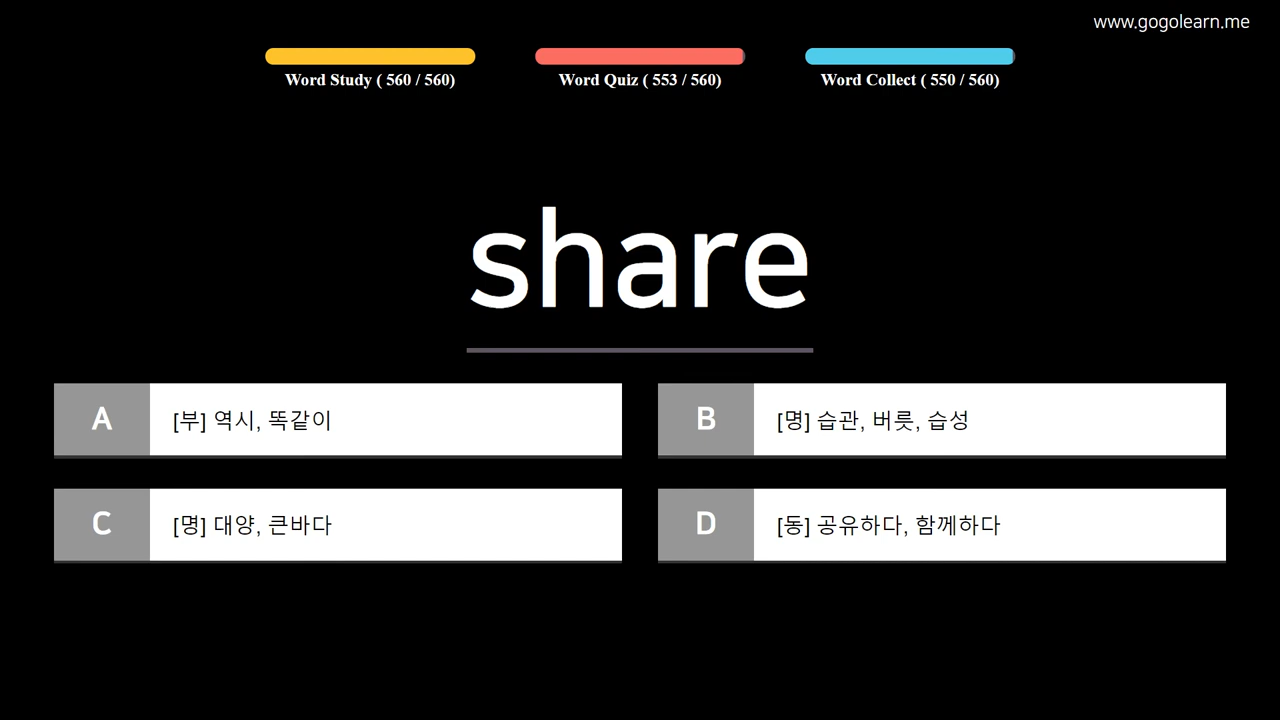 www.gogolearn.me
Word Study ( 560 / 560)
Word Quiz ( 553 / 560)
Word Collect ( 550 / 560)
share
A [부] 역시, 똑같이
B [명] 습관, 버릇, 습성
C [명] 대양, 큰바다
D [동] 공유하다, 함께하다